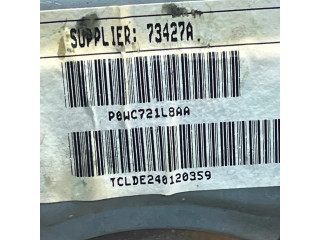 SUPPLIER: 73427A.
P0WC721L8AA
TCLDE240120359